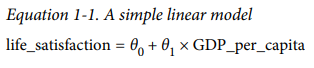 Equation 1-1. A simple linear model
life_satisfaction = θ₀ + θ₁ × GDP_per_capita